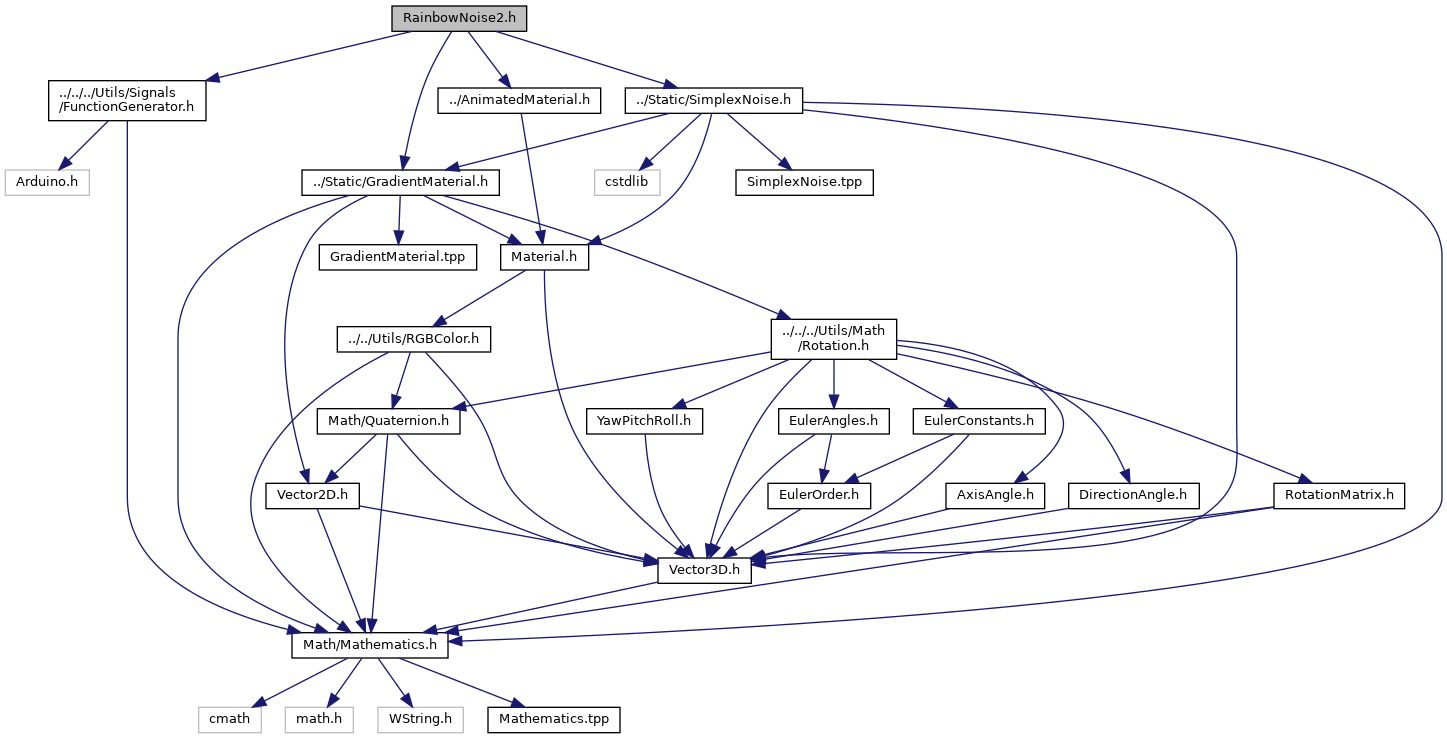 RainbowNoise2.h
../../../Utils/Signals
/FunctionGenerator.h
../AnimatedMaterial.h
../Static/SimplexNoise.h
Arduino.h
../Static/GradientMaterial.h
cstdlib
SimplexNoise.tpp
GradientMaterial.tpp
Material.h
../../Utils/RGBColor.h
../../../Utils/Math
/Rotation.h
Math/Quaternion.h
YawPitchRoll.h
EulerAngles.h
EulerConstants.h
Vector2D.h
EulerOrder.h
AxisAngle.h
DirectionAngle.h
RotationMatrix.h
Vector3D.h
Math/Mathematics.h
cmath
math.h
WString.h
Mathematics.tpp